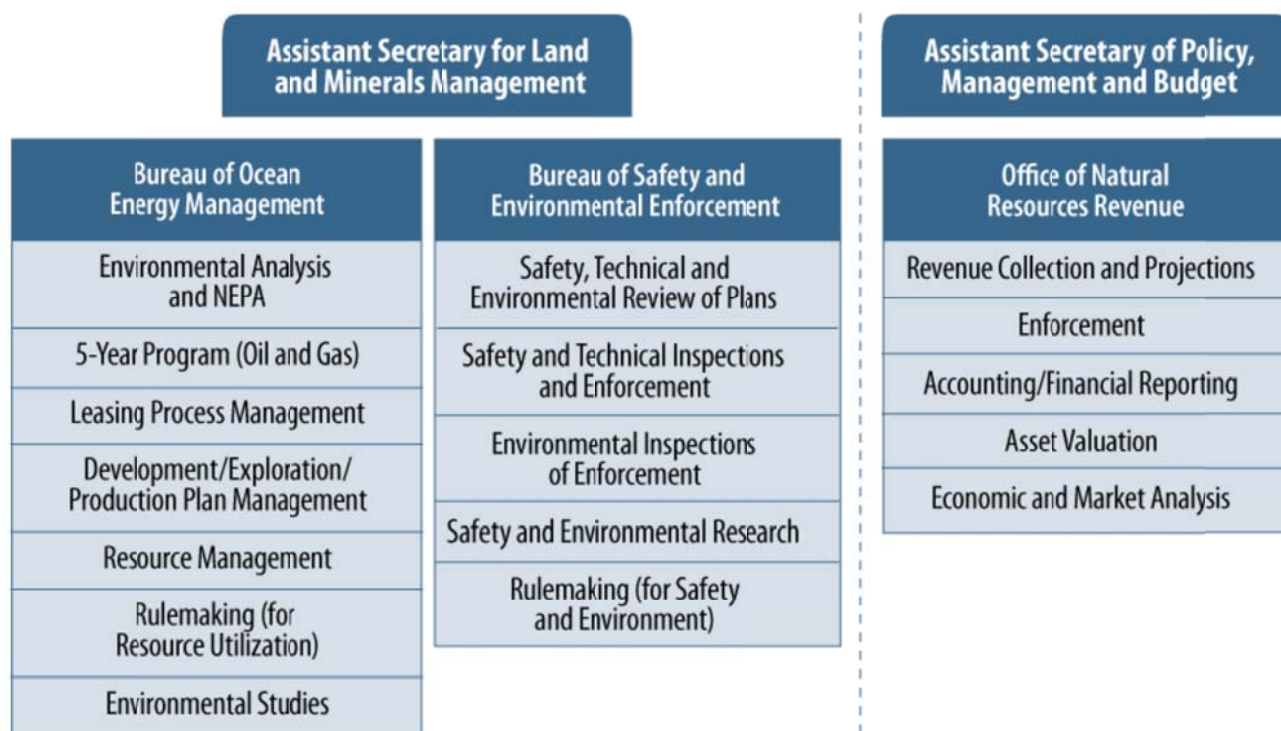 Assistant Secretary for Land
and Minerals Management
Bureau of Ocean
Energy Management
Environmental Analysis
and NEPA
5-Year Program (Oil and Gas)
Leasing Process Management
Development/Exploration/
Production Plan Management
Resource Management
Rulemaking (for
Resource Utilization)
Environmental Studies
Bureau of Safety and
Environmental Enforcement
Safety, Technical and
Environmental Review of Plans
Safety and Technical Inspections
and Enforcement
Environmental Inspections
of Enforcement
Safety and Environmental Research
Rulemaking (for Safety
and Environment)
Assistant Secretary of Policy,
Management and Budget
Office of Natural
Resources Revenue
Revenue Collection and Projections
Enforcement
Accounting/Financial Reporting
Asset Valuation
Economic and Market Analysis